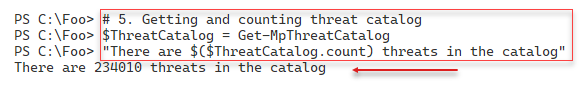 PS C:\Foo> # 5. Getting and counting threat catalog
PS C:\Foo> $ThreatCatalog = Get-MpThreatCatalog
PS C:\Foo> "There are $($ThreatCatalog.count) threats in the catalog"
There are 234010 threats in the catalog